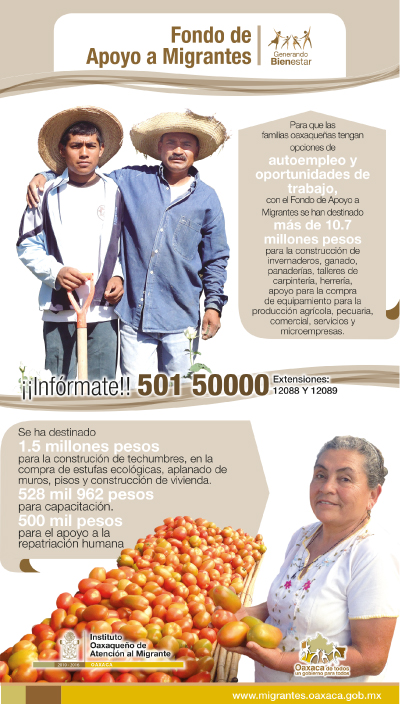 Fondo de
Apoyo a Migrantes
Generando
Bienestar
Para que las
familias oaxaqueñas tengan
opciones de
autoempleo y
oportunidades de
trabajo,
con el Fondo de Apoyo a
Migrantes se han destinado
más de 10.7
millones pesos
para la construcción de
invernaderos, ganado,
panaderías, talleres de
carpintería, herrería,
apoyo para la compra
de equipamiento para la
producción agrícola, pecuaria,
comercial, servicios y
microempresas.
¡¡Infórmate!! 501 50000 Extensiones:
12088 Y 12089
Se ha destinado
1.5 millones pesos
para la construción de techumbres, en la
compra de estufas ecológicas, aplanado de
muros, pisos y construcción de vivienda.
528 mil 962 pesos
para capacitación.
500 mil pesos
para el apoyo a la
repatriación humana
Instituto
Oaxaqueño de
Atención al Migrante
2010 - 2016 OAXACA
Oaxaca de todos
un gobierno para todos
www.migrantes.oaxaca.gob.mx